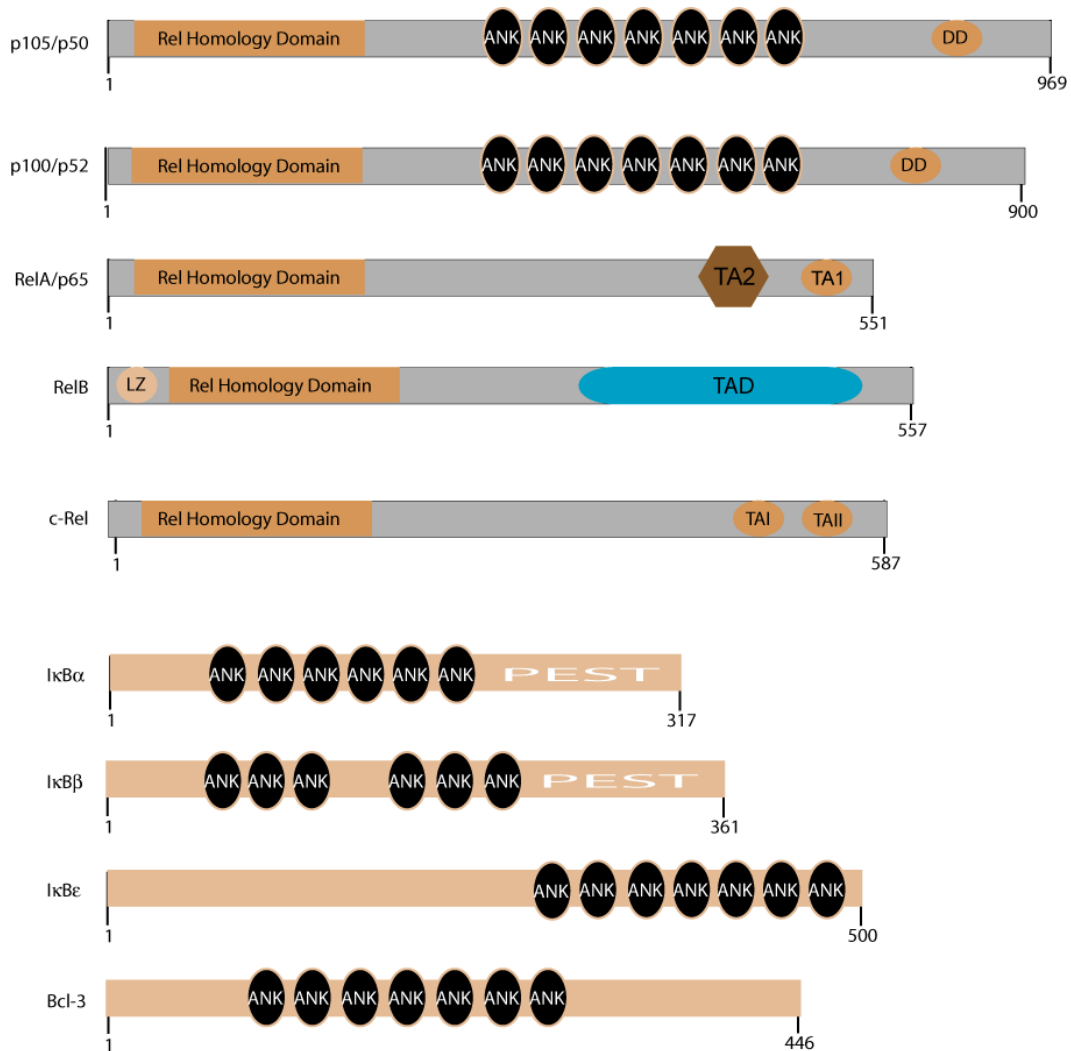 p105/p50 Rel Homology Domain ANK ANK ANK ANK ANK ANK ANK DD
1 969
p100/p52 Rel Homology Domain ANK ANK ANK ANK ANK ANK ANK DD
1 900
RelA/p65 Rel Homology Domain TA2 TA1
1 551
RelB LZ Rel Homology Domain TAD
1 557
c-Rel Rel Homology Domain TAI TAII
1 587
IκBα ANK ANK ANK ANK ANK ANK PEST
1 317
IκBβ ANK ANK ANK ANK ANK ANK PEST
1 361
IκBε ANK ANK ANK ANK ANK ANK ANK
1 500
Bcl-3 ANK ANK ANK ANK ANK ANK ANK
1 446